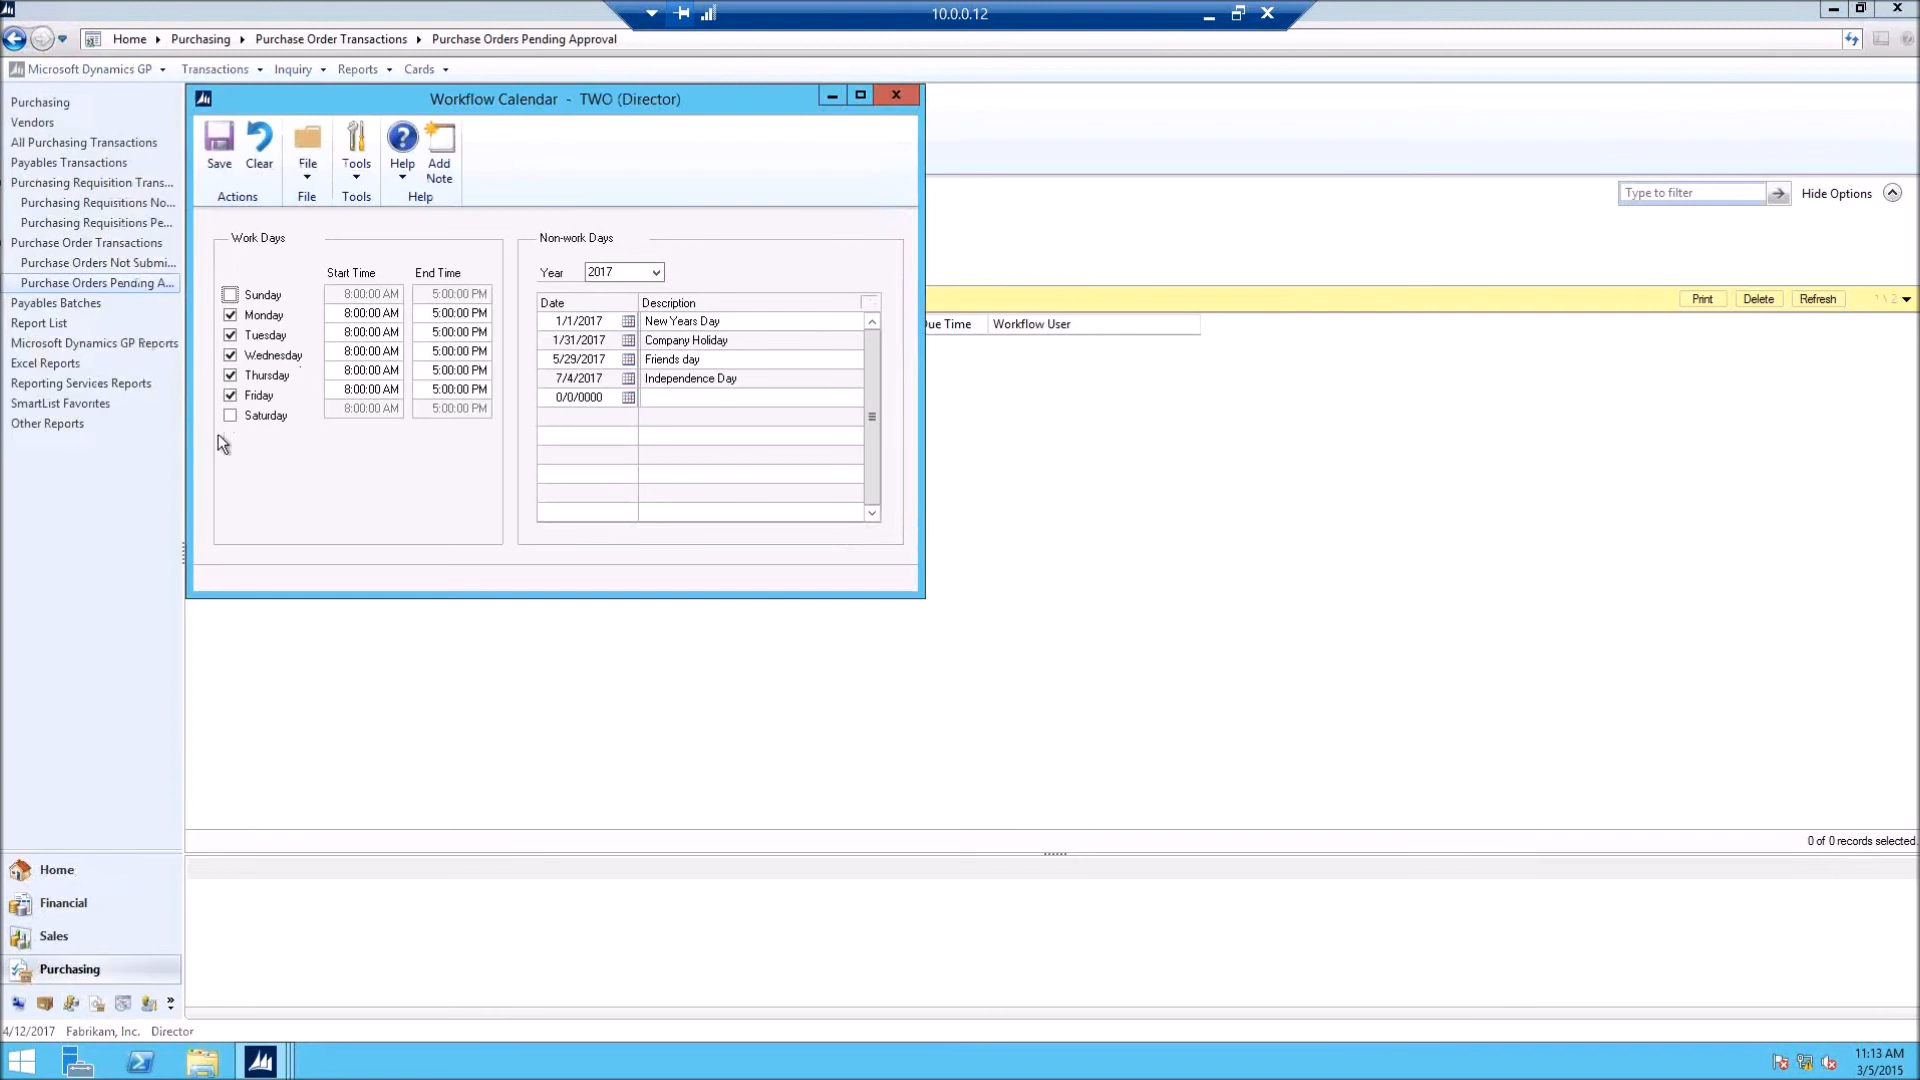 10.0.0.12
Home Purchasing Purchase Order Transactions Purchase Orders Pending Approval
Microsoft Dynamics GP Transactions Inquiry Reports Cards
Purchasing
Vendors
All Purchasing Transactions
Payables Transactions
Purchasing Requisition Trans...
Purchasing Requisitions No...
Purchasing Requisitions Pe...
Purchase Order Transactions
Purchase Orders Not Submi...
Purchase Orders Pending A...
Payables Batches
Report List
Microsoft Dynamics GP Reports
Excel Reports
Reporting Services Reports
SmartList Favorites
Other Reports
Workflow Calendar - TWO (Director)
Save Clear File Tools Help Add Note
Actions File Tools Help
Work Days
Start Time End Time
Sunday 8:00:00 AM 5:00:00 PM
Monday 8:00:00 AM 5:00:00 PM
Tuesday 8:00:00 AM 5:00:00 PM
Wednesday 8:00:00 AM 5:00:00 PM
Thursday 8:00:00 AM 5:00:00 PM
Friday 8:00:00 AM 5:00:00 PM
Saturday 8:00:00 AM 5:00:00 PM
Non-work Days
Year 2017
Date Description
1/1/2017 New Years Day
1/31/2017 Company Holiday
5/29/2017 Friends day
7/4/2017 Independence Day
0/0/0000
Type to filter Hide Options
Print Delete Refresh
ue Time Workflow User
0 of 0 records selected.
Home
Financial
Sales
Purchasing
4/12/2017 Fabrikam, Inc. Director
11:13 AM
3/5/2015